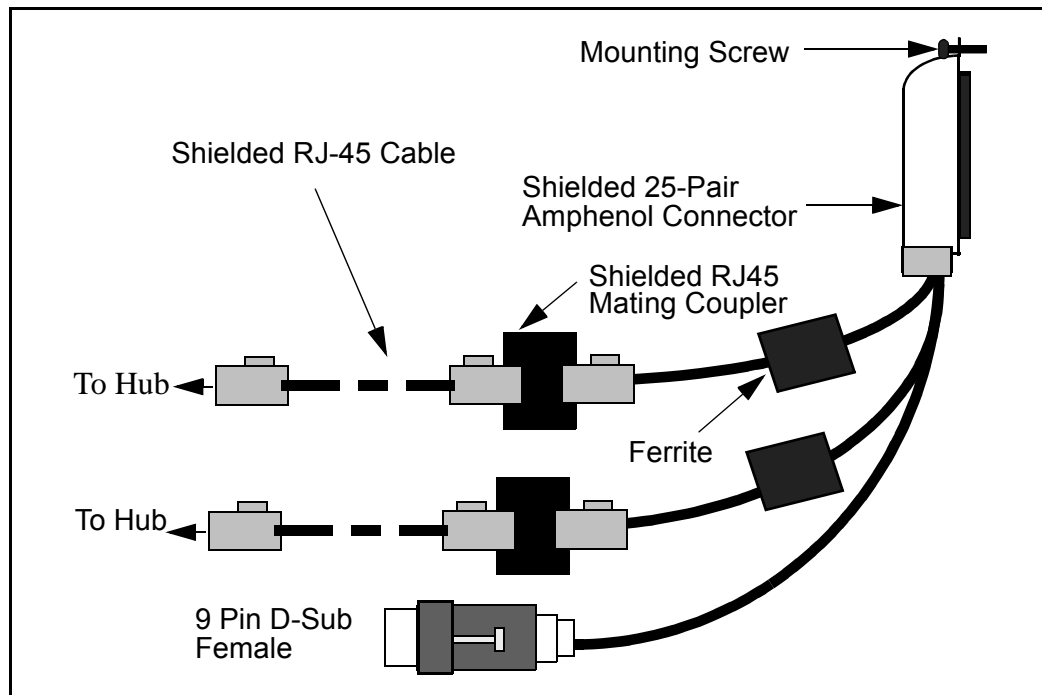 Mounting Screw
Shielded RJ-45 Cable
Shielded 25-Pair
Amphenol Connector
Shielded RJ45
Mating Coupler
To Hub
Ferrite
To Hub
9 Pin D-Sub
Female